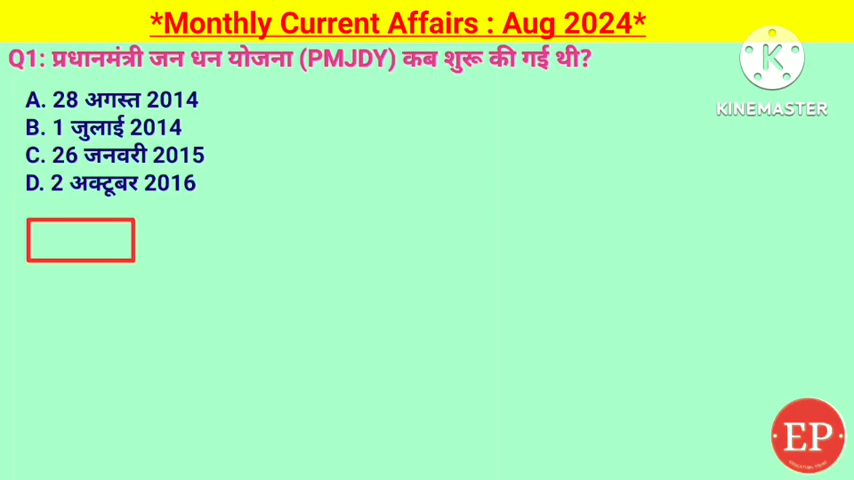 *Monthly Current Affairs : Aug 2024*
Q1: प्रधानमंत्री जन धन योजना (PMJDY) कब शुरू की गई थी?
KINEMASTER
A. 28 अगस्त 2014
B. 1 जुलाई 2014
C. 26 जनवरी 2015
D. 2 अक्टूबर 2016
EP